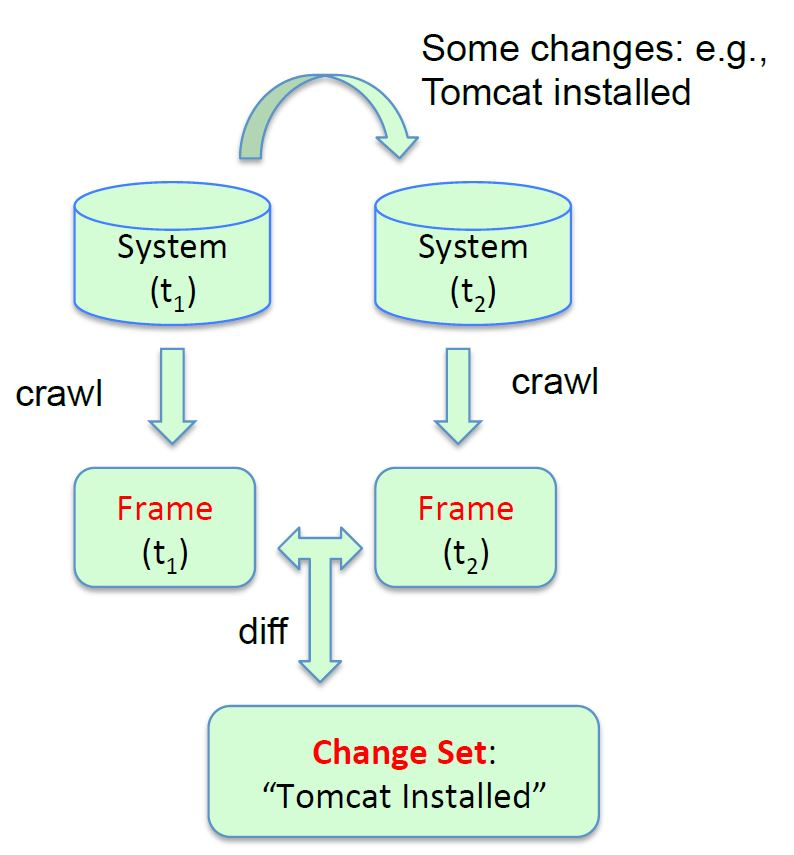 Some changes: e.g.,
Tomcat installed
System
(t₁)
System
(t₂)
crawl
crawl
Frame
(t₁)
Frame
(t₂)
diff
Change Set:
“Tomcat Installed”